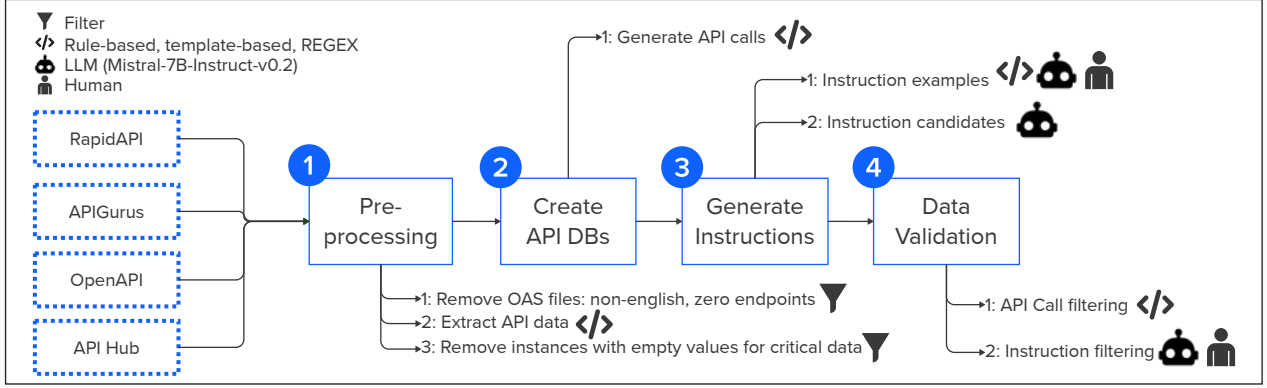 Filter
Rule-based, template-based, REGEX
LLM (Mistral-7B-Instruct-v0.2)
Human
RapidAPI
APIGurus
OpenAPI
API Hub
1
Pre-
processing
1: Remove OAS files: non-english, zero endpoints
2: Extract API data
3: Remove instances with empty values for critical data
2
Create
API DBs
1: Generate API calls
3
Generate
Instructions
1: Instruction examples
2: Instruction candidates
4
Data
Validation
1: API Call filtering
2: Instruction filtering